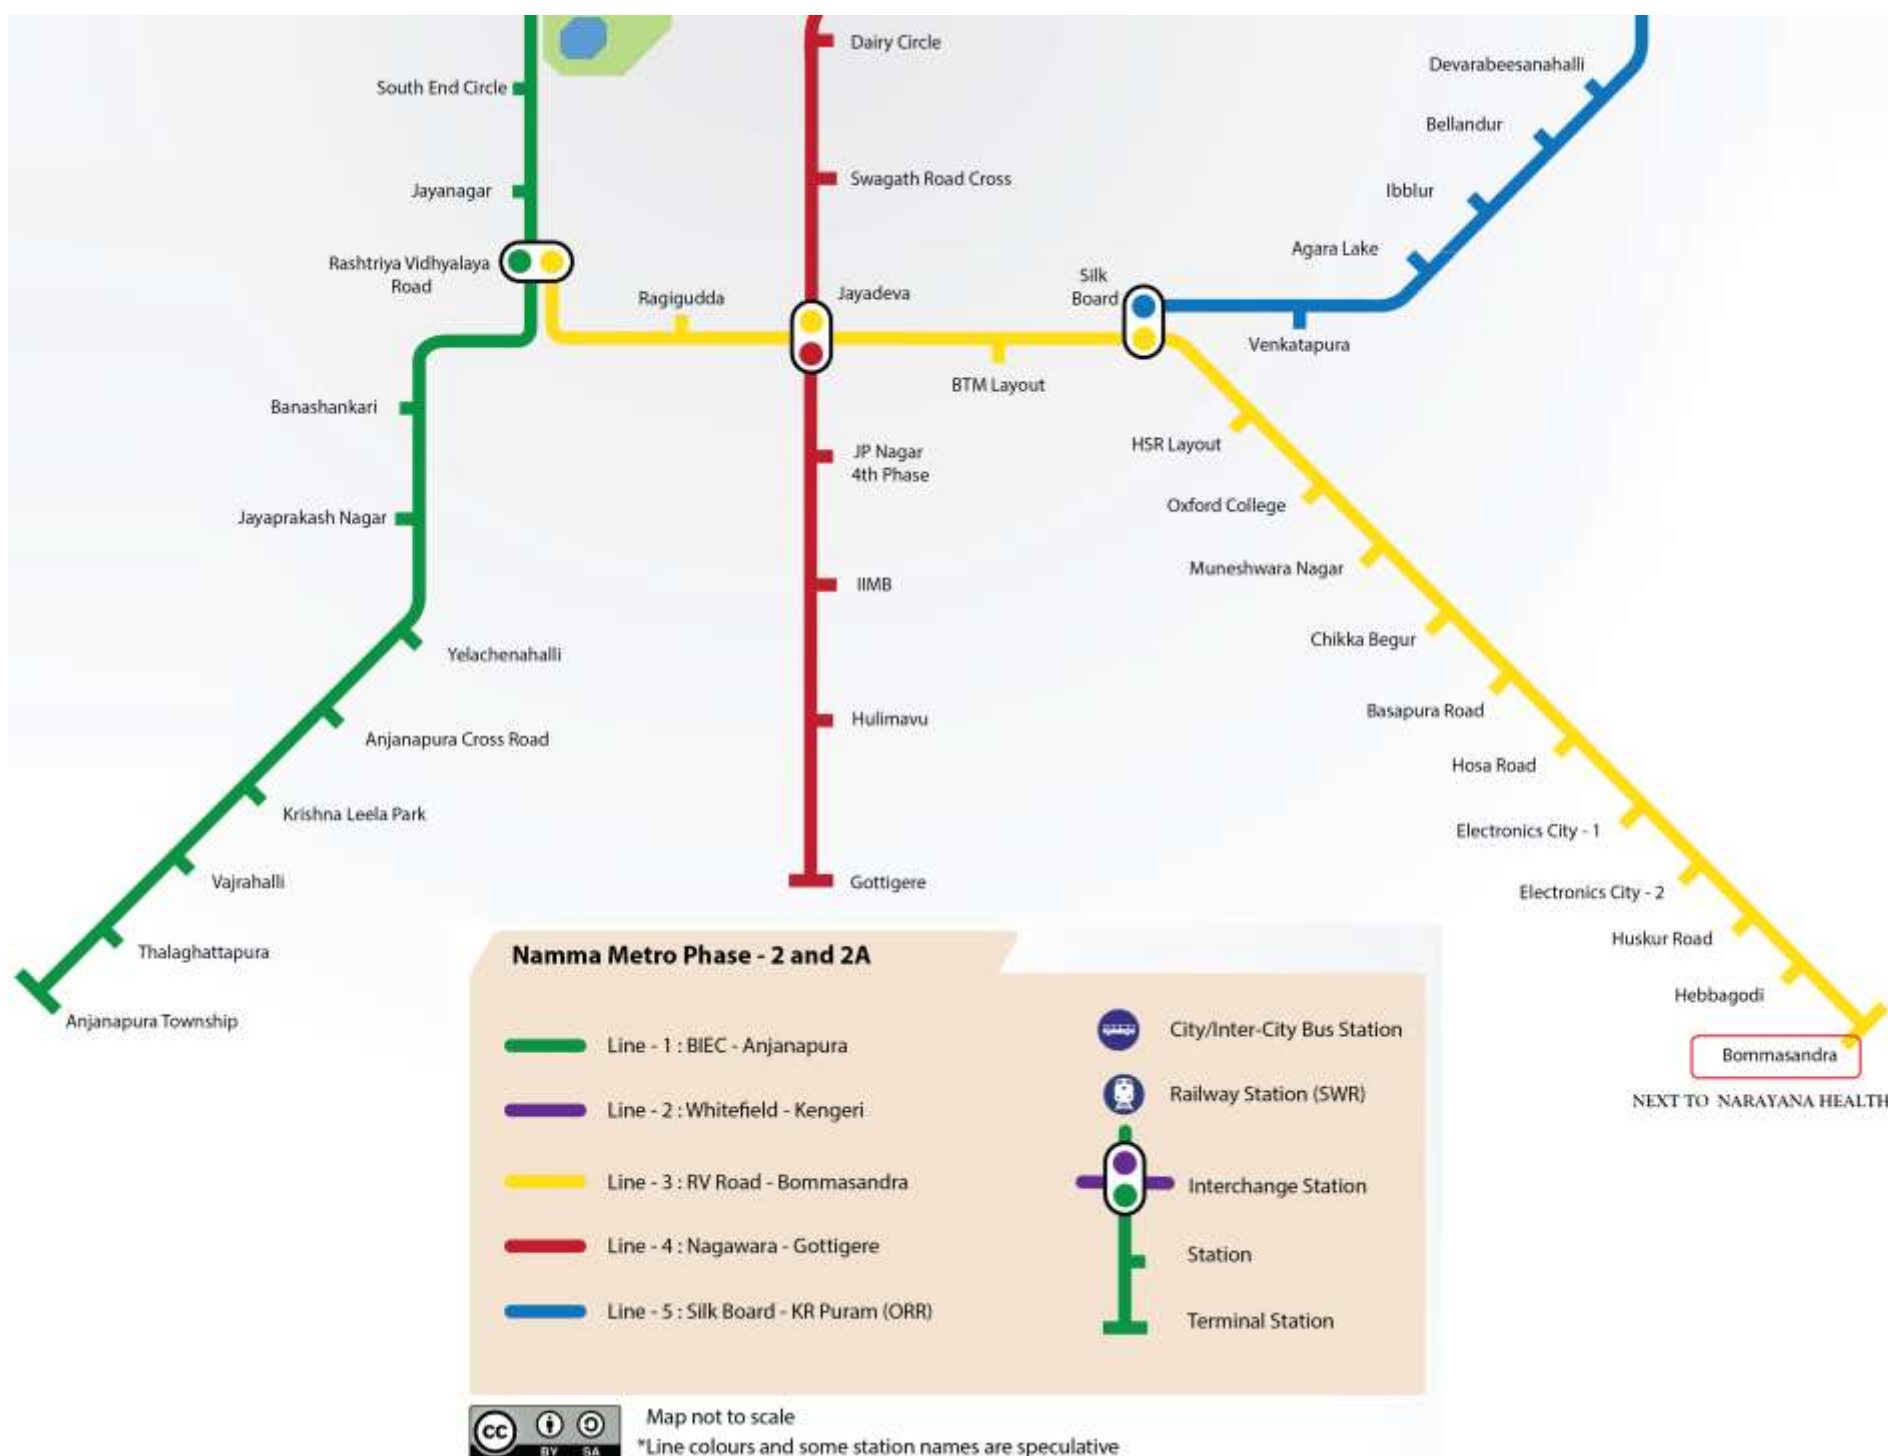 Dairy Circle
Devarabeesanahalli
South End Circle
Bellandur
Swagath Road Cross
Jayanagar
Ibblur
Agara Lake
Rashtriya Vidhyalaya
Road
Ragigudda
Jayadeva
Silk
Board
Venkatapura
BTM Layout
Banashankari
HSR Layout
JP Nagar
4th Phase
Oxford College
Jayaprakash Nagar
Muneshwara Nagar
IIMB
Chikka Begur
Yelachenahalli
Basapura Road
Hulimavu
Anjanapura Cross Road
Hosa Road
Krishna Leela Park
Electronics City - 1
Vajrahalli
Gottigere
Electronics City - 2
Huskur Road
Thalaghattapura
Hebbagodi
Anjanapura Township
Bommasandra
NEXT TO NARAYANA HEALTH
Namma Metro Phase - 2 and 2A
Line - 1 : BIEC - Anjanapura
Line - 2 : Whitefield - Kengeri
Line - 3 : RV Road - Bommasandra
Line - 4 : Nagawara - Gottigere
Line - 5 : Silk Board - KR Puram (ORR)
City/Inter-City Bus Station
Railway Station (SWR)
Interchange Station
Station
Terminal Station
cc
BY SA
Map not to scale
*Line colours and some station names are speculative